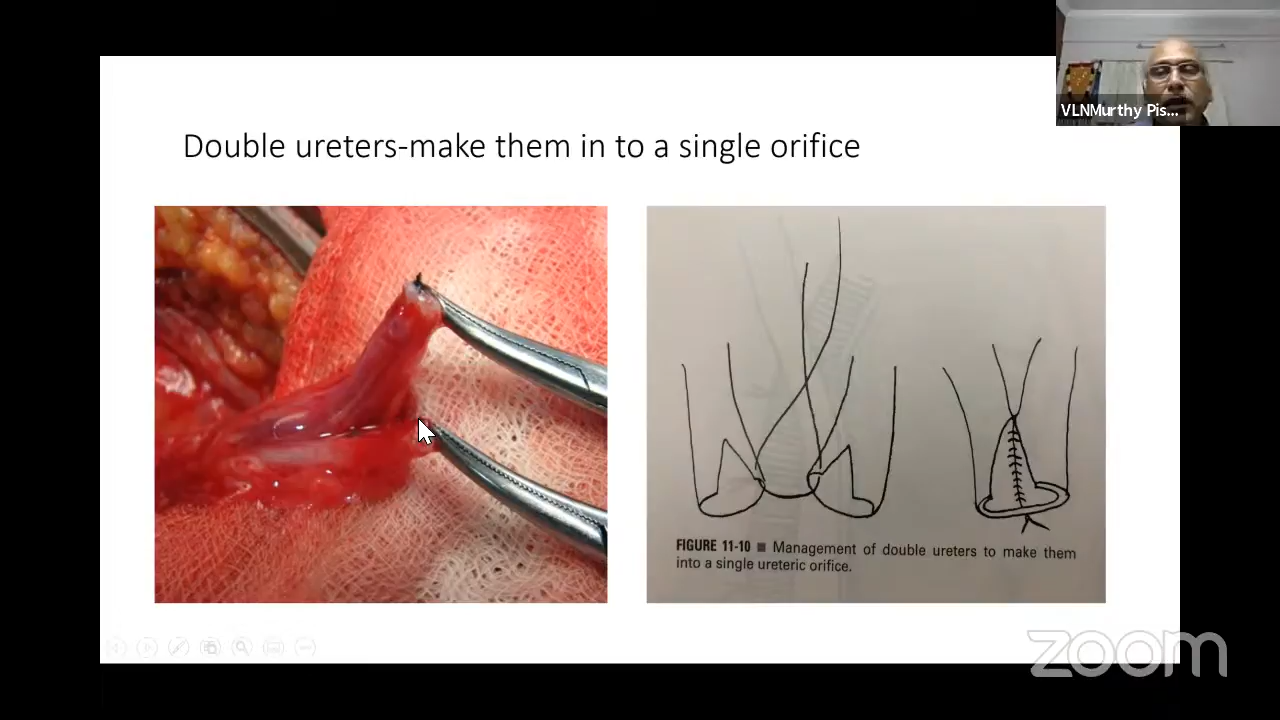 VLNMurthy Pis...
Double ureters-make them in to a single orifice
FIGURE 11-10 ■ Management of double ureters to make them
into a single ureteric orifice.
zoom